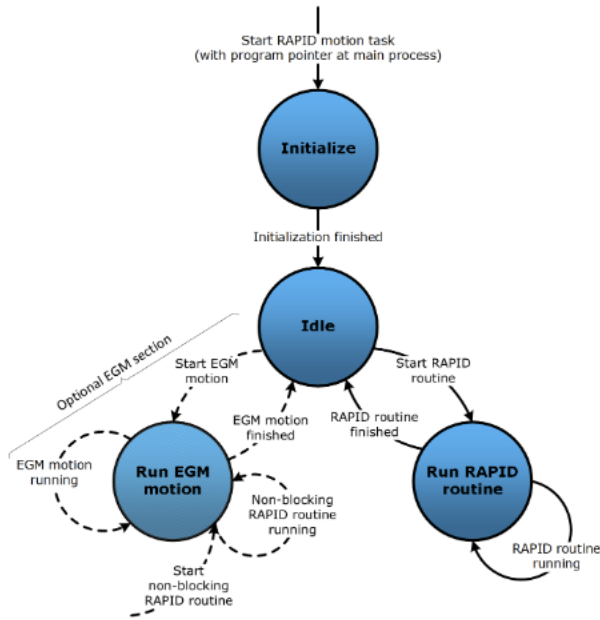 Start RAPID motion task
(with program pointer at main process)
Initialize
Initialization finished
Idle
Optional EGM section
Start EGM
motion
Start RAPID
routine
EGM motion
finished
RAPID routine
finished
EGM motion
running
Run EGM
motion
Non-blocking
RAPID routine
running
Run RAPID
routine
RAPID routine
running
Start
non-blocking
RAPID routine